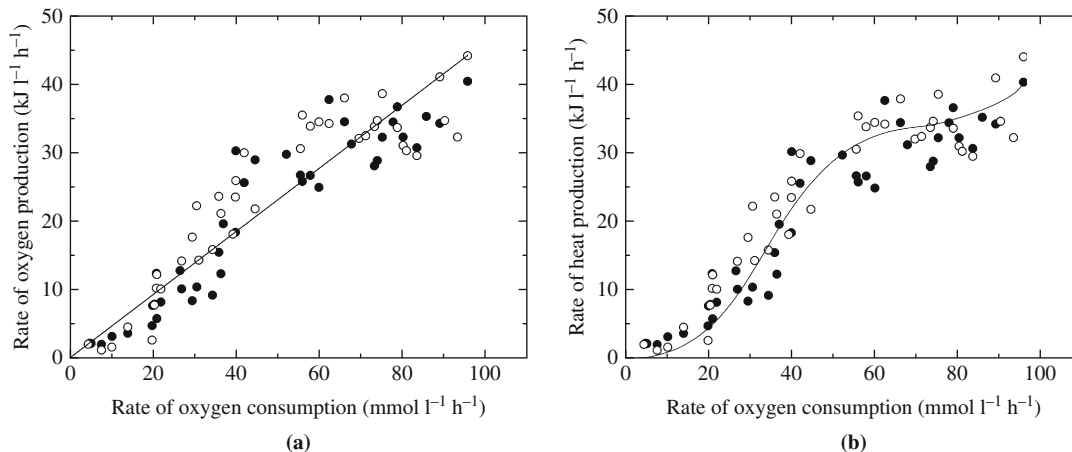 50
40
30
20
10
0
Rate of oxygen production (kJ l⁻¹ h⁻¹)
0 20 40 60 80 100
Rate of oxygen consumption (mmol l⁻¹ h⁻¹)
(a)
50
40
30
20
10
0
Rate of heat production (kJ l⁻¹ h⁻¹)
0 20 40 60 80 100
Rate of oxygen consumption (mmol l⁻¹ h⁻¹)
(b)